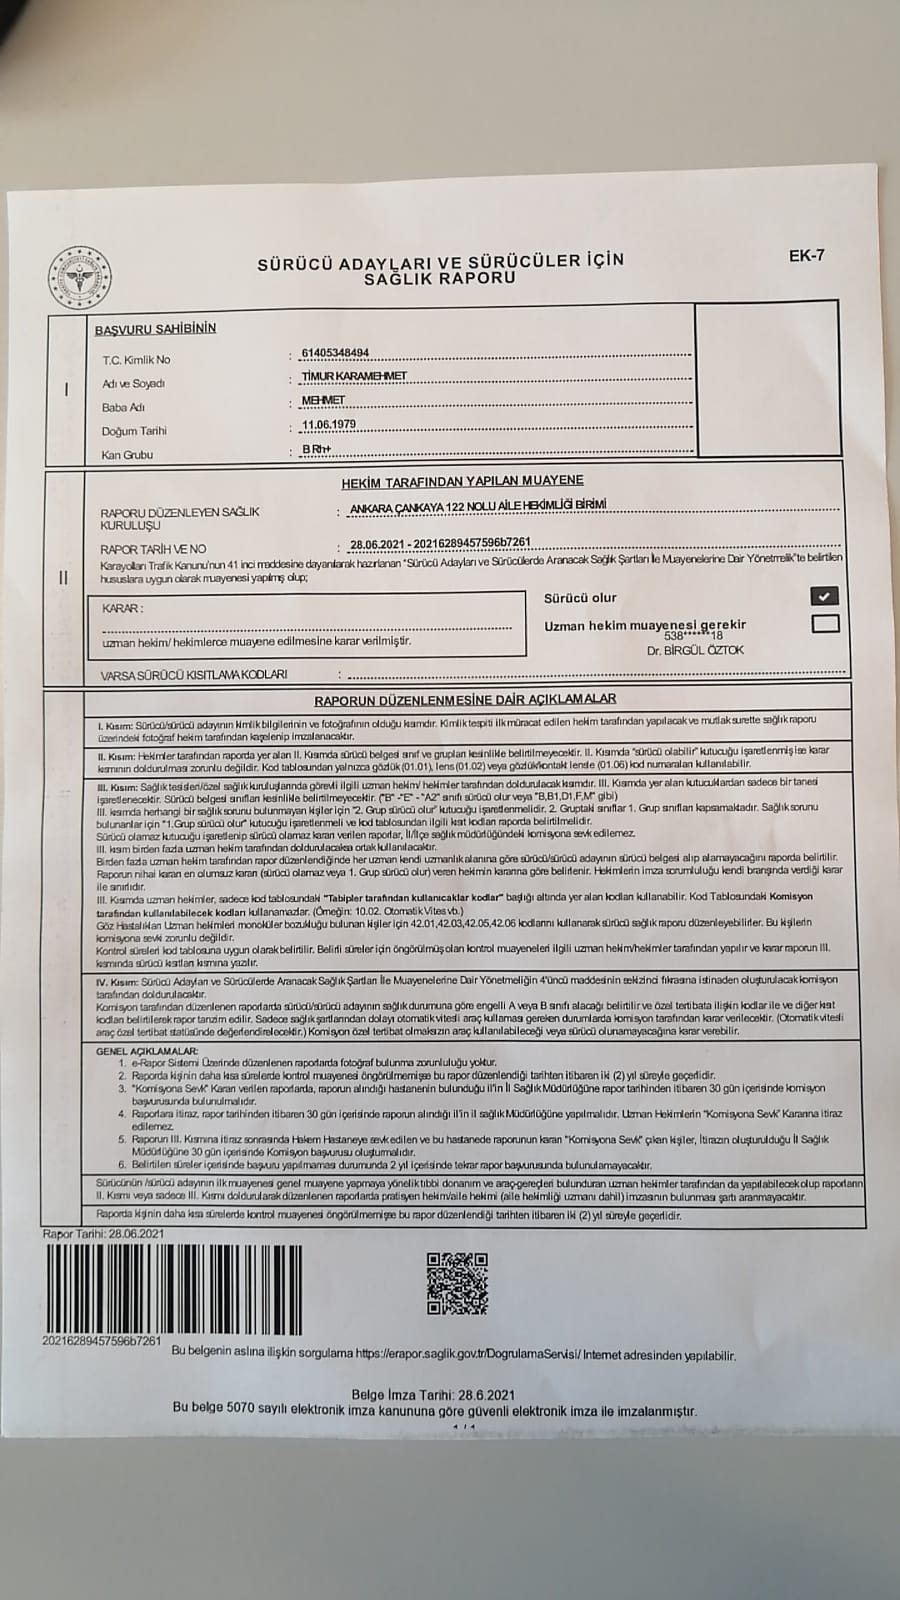 SÜRÜCÜ ADAYLARI VE SÜRÜCÜLER İÇİN
SAĞLIK RAPORU
EK-7
I
BAŞVURU SAHİBİNİN
T.C. Kimlik No : 61405348494
Adı ve Soyadı : TİMUR KARAMEHMET
Baba Adı : MEHMET
Doğum Tarihi : 11.06.1979
Kan Grubu : B Rh+
II
HEKİM TARAFINDAN YAPILAN MUAYENE
RAPORU DÜZENLEYEN SAĞLIK : ANKARA ÇANKAYA 122 NOLU AİLE HEKİMLİĞİ BİRİMİ
KURULUŞU
RAPOR TARİH VE NO : 28.06.2021 - 20216289457596b7261
Karayolları Trafik Kanunu'nun 41 inci maddesine dayanılarak hazırlanan "Sürücü Adayları ve Sürücülerde Aranacak Sağlık Şartları İle Muayenelerine Dair Yönetmelik"te belirtilen
hususlara uygun olarak muayenesi yapılmış olup;
KARAR :
uzman hekim/ hekimlerce muayene edilmesine karar verilmiştir.
Sürücü olur
Uzman hekim muayenesi gerekir
538******18
Dr. BİRGÜL ÖZTOK
VARSA SÜRÜCÜ KISITLAMA KODLARI :
RAPORUN DÜZENLENMESİNE DAİR AÇIKLAMALAR
I. Kısım: Sürücü/sürücü adayının kimlik bilgilerinin ve fotoğrafının olduğu kısımdır. Kimlik tespiti ilk müracat edilen hekim tarafından yapılacak ve mutlak surette sağlık raporu
üzerindeki fotoğraf hekim tarafından kaşelenip imzalanacaktır.
II. Kısım: Hekimler tarafından raporda yer alan II. Kısımda sürücü belgesi sınıf ve grupları kesinlikle belirtilmeyecektir. II. Kısımda "sürücü olabilir" kutucuğu işaretlenmiş ise karar
kısmının doldurulması zorunlu değildir. Kod tablosundan yalnızca gözlük (01.01), lens (01.02) veya gözlük/kontakt lensle (01.06) kod numaraları kullanılabilir.
III. Kısım: Sağlık tesisleri/özel sağlık kuruluşlarında görevli ilgili uzman hekim/ hekimler tarafından doldurulacak kısımdır. III. Kısımda yer alan kutucuklardan sadece bir tanesi
işaretlenecektir. Sürücü belgesi sınıfları kesinlikle belirtilmeyecektir. ("B" -"E" - "A2" sınıfı sürücü olur veya "B,B1,D1,F,M" gibi)
III. kısımda herhangi bir sağlık sorunu bulunmayan kişiler için "2. Grup sürücü olur" kutucuğu işaretlenmelidir. 2. Gruptaki sınıflar 1. Grup sınıfları kapsamaktadır. Sağlık sorunu
bulunanlar için "1.Grup sürücü olur" kutucuğu işaretlenmeli ve kod tablosundan ilgili kısıt kodları raporda belirtilmelidir.
Sürücü olamaz kutucuğu işaretlenip sürücü olamaz kararı verilen raporlar, İl/İlçe sağlık müdürlüğündeki komisyona sevk edilemez.
III. kısım birden fazla uzman hekim tarafından doldurulacaksa ortak kullanılacaktır.
Birden fazla uzman hekim tarafından rapor düzenlendiğinde her uzman kendi uzmanlık alanına göre sürücü/sürücü adayının sürücü belgesi alıp alamayacağını raporda belirtilir.
Raporun nihai kararı en olumsuz kararı (sürücü olamaz veya 1. Grup sürücü olur) veren hekimin kararına göre belirlenir. Hekimlerin imza sorumluluğu kendi branşında verdiği karar
ile sınırlıdır.
III. Kısımda uzman hekimler, sadece kod tablosundaki "Tabipler tarafından kullanıcaklar kodlar" başlığı altında yer alan kodları kullanabilir. Kod Tablosundaki Komisyon
tarafından kullanılabilecek kodları kullanamazlar. (Örneğin: 10.02. Otomatik Vites vb.)
Göz Hastalıkları Uzman hekimleri monoküler bozukluğu bulunan kişiler için 42.01,42.03,42.05,42.06 kodlarını kullanarak sürücü sağlık raporu düzenleyebilirler. Bu kişilerin
komisyona sevki zorunlu değildir.
Kontrol süreleri kod tablosuna uygun olarak belirtilir. Belirli süreler için öngörülmüş olan kontrol muayeneleri ilgili uzman hekim/hekimler tarafından yapılır ve karar raporun III.
kısmında sürücü kısıtları kısmına yazılır.
IV. Kısım: Sürücü Adayları ve Sürücülerde Aranacak Sağlık Şartları İle Muayenelerine Dair Yönetmeliğin 4'üncü maddesinin sekizinci fıkrasına istinaden oluşturulacak komisyon
tarafından doldurulacaktır.
Komisyon tarafından düzenlenen raporlarda sürücü/sürücü adayının sağlık durumuna göre engelli A veya B sınıfı alacağı belirtilir ve özel tertibata ilişkin kodlar ile ve diğer kısıt
kodları belirtilerek rapor tanzim edilir. Sadece sağlık şartlarından dolayı otomatik vitesli araç kullanması gereken durumlarda komisyon tarafından karar verilecektir. (Otomatik vitesli
araç özel tertibat statüsünde değerlendirelecektir.) Komisyon özel tertibat olmaksızın araç kullanılabileceği veya sürücü olunamayacağına karar verebilir.
GENEL AÇIKLAMALAR:
1. e-Rapor Sistemi Üzerinde düzenlenen raporlarda fotoğraf bulunma zorunluluğu yoktur.
2. Raporda kişinin daha kısa sürelerde kontrol muayenesi öngörülmemişse bu rapor düzenlendiği tarihten itibaren iki (2) yıl süreyle geçerlidir.
3. "Komisyona Sevk" Kararı verilen raporlarda, raporun alındığı hastanenin bulunduğu il'in İl Sağlık Müdürlüğüne rapor tarihinden itibaren 30 gün içerisinde komisyon
başvurusunda bulunulmalıdır.
4. Raporlara itiraz, rapor tarihinden itibaren 30 gün içerisinde raporun alındığı il'in il sağlık Müdürlüğüne yapılmalıdır. Uzman Hekimlerin "Komisyona Sevk" Kararına itiraz
edilemez.
5. Raporun III. Kısmına itiraz sonrasında Hakem Hastaneye sevk edilen ve bu hastanede raporunun kararı "Komisyona Sevk" çıkan kişiler, İtirazın oluşturulduğu İl Sağlık
Müdürlüğüne 30 gün içerisinde Komisyon başvurusu oluşturmalıdır.
6. Belirtilen süreler içerisinde başvuru yapılmaması durumunda 2 yıl içerisinde tekrar rapor başvurusunda bulunulamayacaktır.
Sürücünün /sürücü adayının ilk muayenesi genel muayene yapmaya yönelik tıbbi donanım ve araç-gereçleri bulunduran uzman hekimler tarafından da yapılabilecek olup raporların
II. Kısmı veya sadece III. Kısmı doldurularak düzenlenen raporlarda pratisyen hekim/aile hekimi (aile hekimliği uzmanı dahil) imzasının bulunması şartı aranmayacaktır.
Raporda kişinin daha kısa sürelerde kontrol muayenesi öngörülmemişse bu rapor düzenlendiği tarihten itibaren iki (2) yıl süreyle geçerlidir.
Rapor Tarihi: 28.06.2021
20216289457596b7261
Bu belgenin aslına ilişkin sorgulama https://erapor.saglik.gov.tr/DogrulamaServisi/ Internet adresinden yapılabilir.
Belge İmza Tarihi: 28.6.2021
Bu belge 5070 sayılı elektronik imza kanununa göre güvenli elektronik imza ile imzalanmıştır.
1 / 1